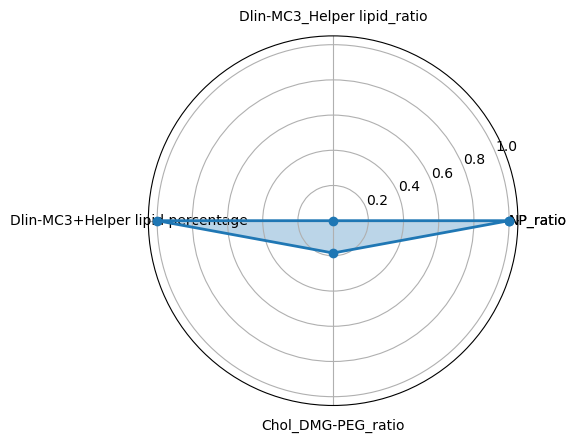 Dlin-MC3_Helper lipid_ratio
1.0
0.8
0.6
0.4
0.2
Dlin-MC3+Helper lipid percentage
NP_ratio
Chol_DMG-PEG_ratio